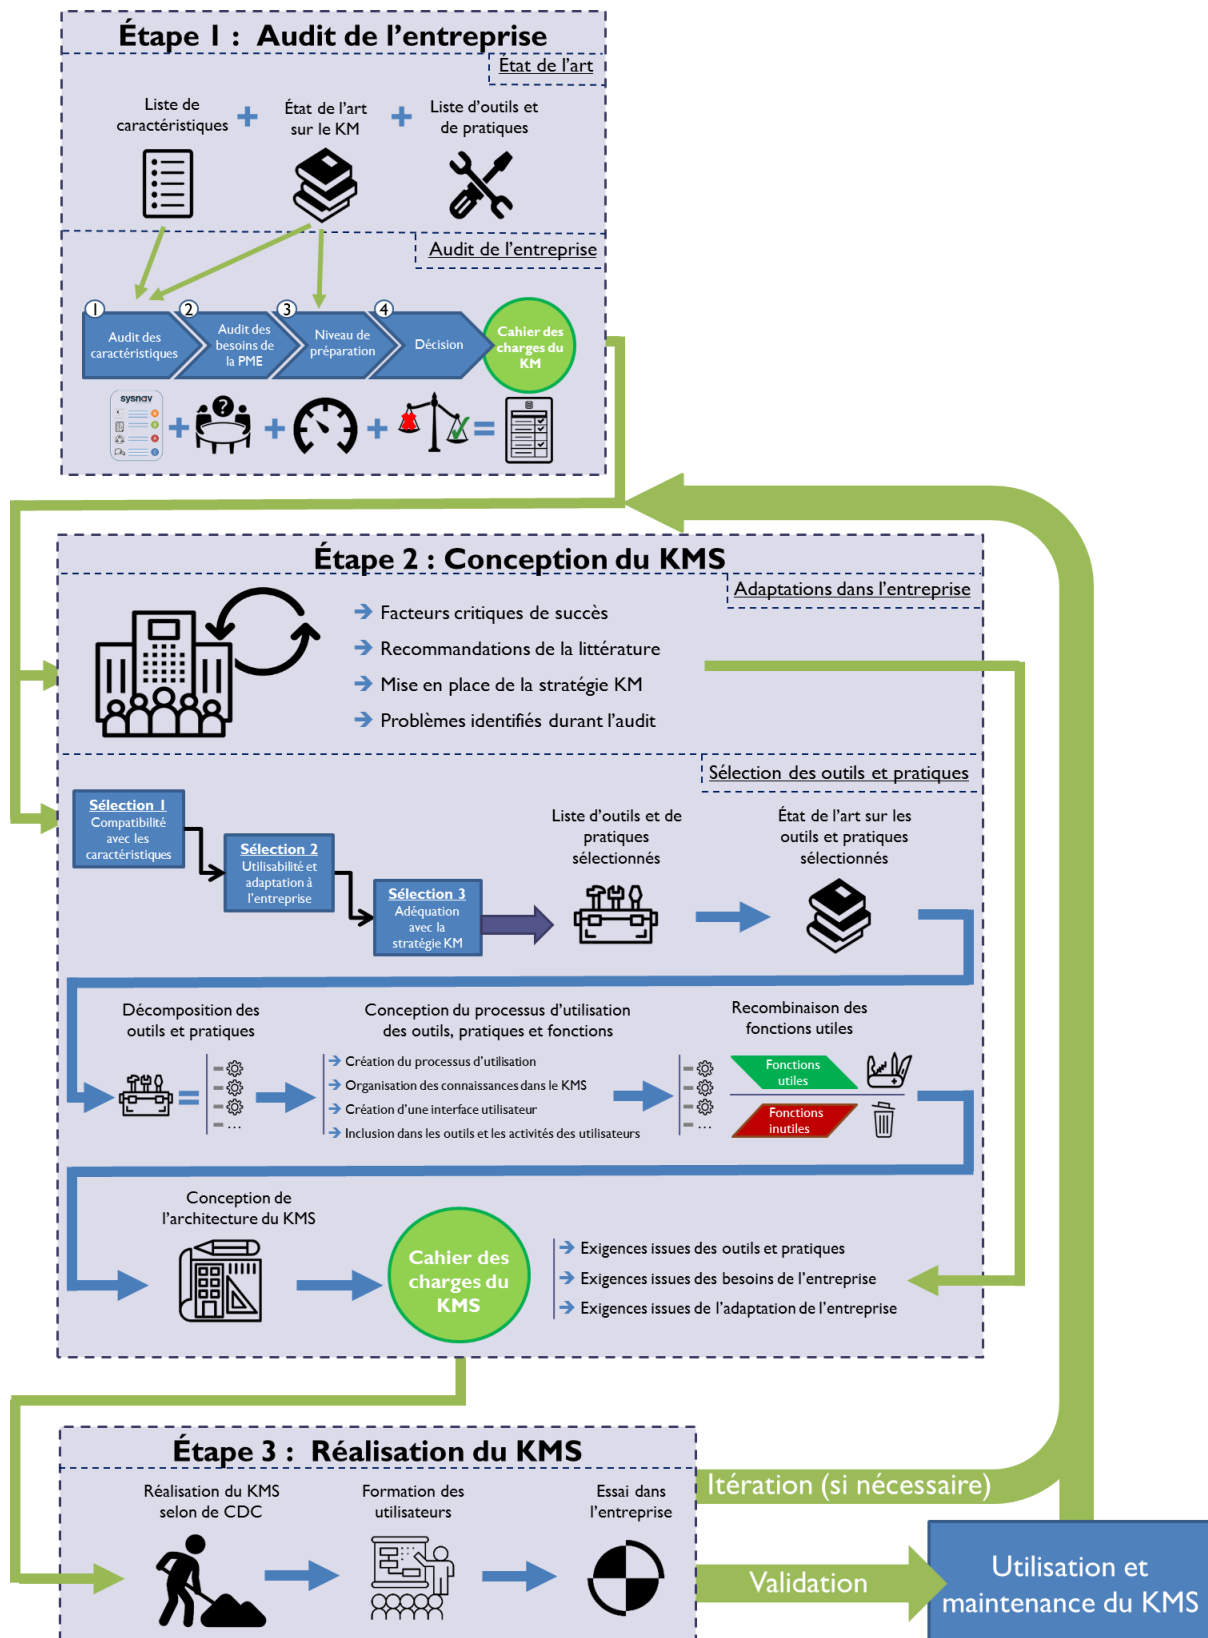 Étape 1 : Audit de l'entreprise
État de l'art
Liste de
caractéristiques
+
État de l'art
sur le KM
+
Liste d'outils et
de pratiques
Audit de l'entreprise
1
Audit des
caractéristiques
2
Audit des
besoins de
la PME
3
Niveau de
préparation
4
Décision
Cahier des
charges du
KM
sysnav
+
?
+
+
=
Étape 2 : Conception du KMS
Adaptations dans l'entreprise
Facteurs critiques de succès
Recommandations de la littérature
Mise en place de la stratégie KM
Problèmes identifiés durant l'audit
Sélection des outils et pratiques
Sélection 1
Compatibilité
avec les
caractéristiques
Sélection 2
Utilisabilité et
adaptation à
l'entreprise
Sélection 3
Adéquation
avec la
stratégie KM
Liste d'outils et de
pratiques
sélectionnés
État de l'art sur les
outils et pratiques
sélectionnés
Décomposition des
outils et pratiques
=
...
Conception du processus d'utilisation
des outils, pratiques et fonctions
Création du processus d'utilisation
Organisation des connaissances dans le KMS
Création d'une interface utilisateur
Inclusion dans les outils et les activités des utilisateurs
Recombinaison des
fonctions utiles
...
Fonctions
utiles
Fonctions
inutiles
Conception de
l'architecture du KMS
Cahier des
charges du
KMS
Exigences issues des outils et pratiques
Exigences issues des besoins de l'entreprise
Exigences issues de l'adaptation de l'entreprise
Étape 3 : Réalisation du KMS
Réalisation du KMS
selon de CDC
Formation des
utilisateurs
Essai dans
l'entreprise
Itération (si nécessaire)
Validation
Utilisation et
maintenance du KMS